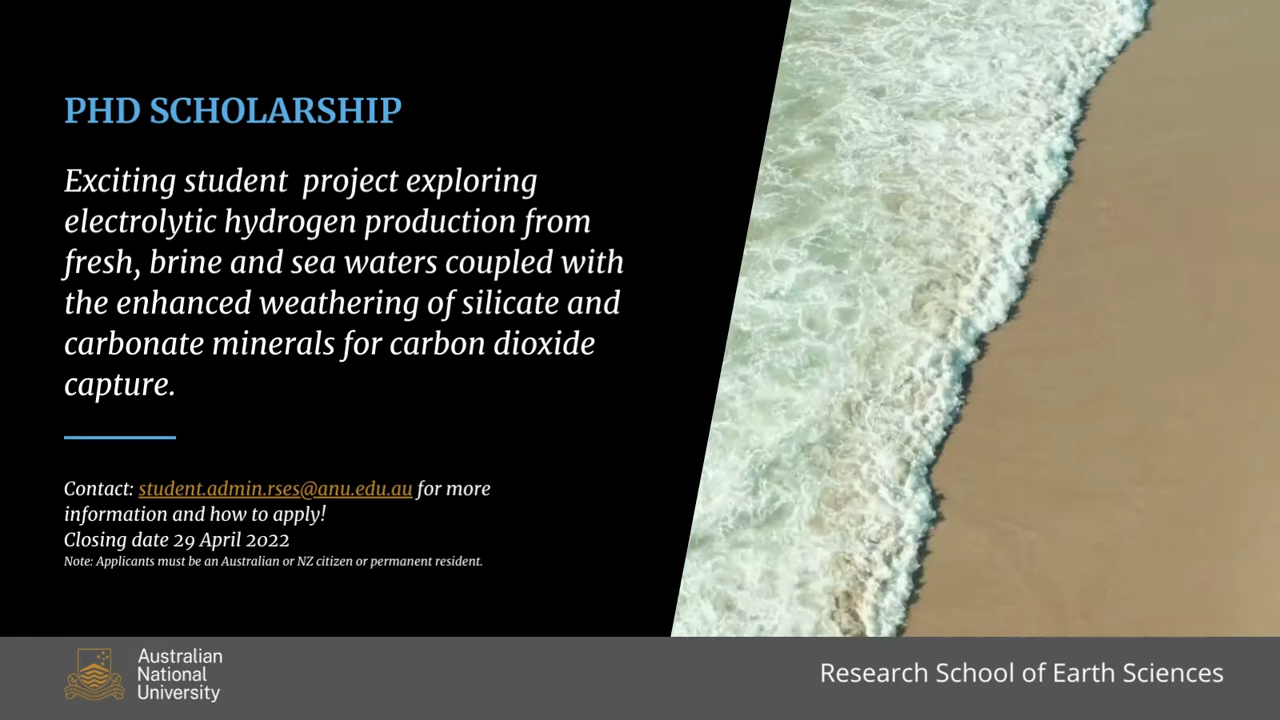 PHD SCHOLARSHIP
Exciting student project exploring
electrolytic hydrogen production from
fresh, brine and sea waters coupled with
the enhanced weathering of silicate and
carbonate minerals for carbon dioxide
capture.
Contact: student.admin.rses@anu.edu.au for more
information and how to apply!
Closing date 29 April 2022
Note: Applicants must be an Australian or NZ citizen or permanent resident.
Australian
National
University
Research School of Earth Sciences